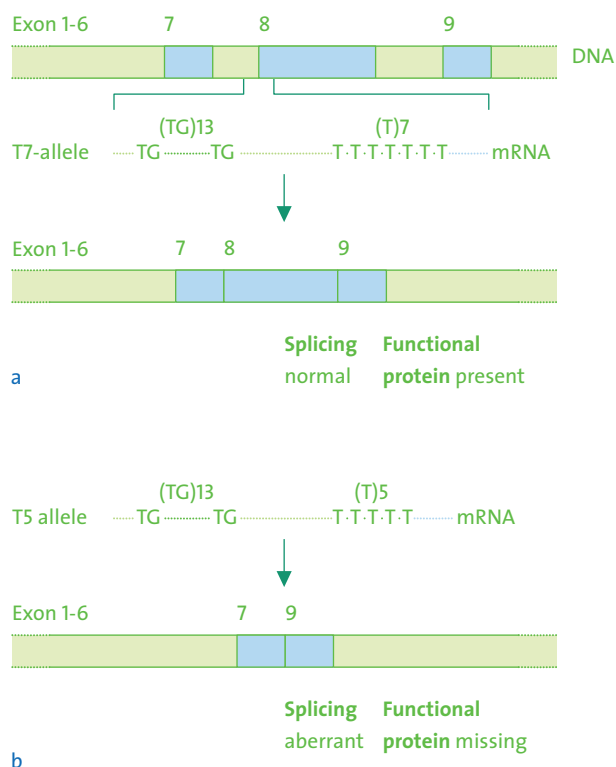 Exon 1-6 7 8 9
DNA
(TG)13 (T)7
T7-allele TG TG T·T·T·T·T·T·T mRNA
Exon 1-6 7 8 9
Splicing Functional
a normal protein present
(TG)13 (T)5
T5 allele TG TG T·T·T·T·T mRNA
Exon 1-6 7 9
Splicing Functional
aberrant protein missing
b